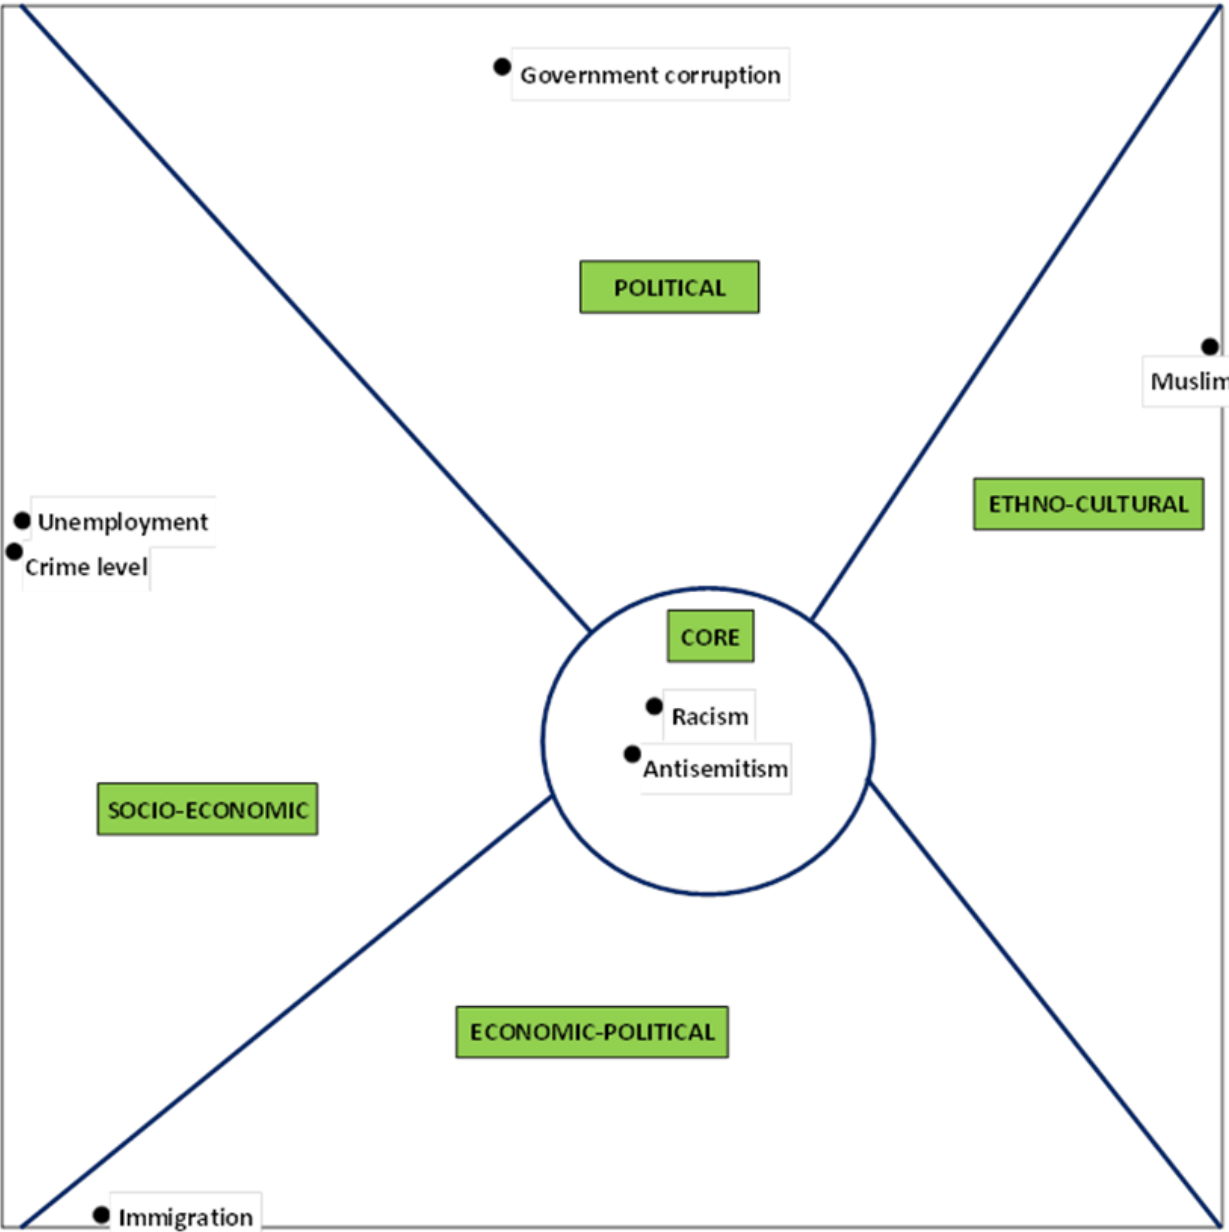 Government corruption
POLITICAL
Muslim
ETHNO-CULTURAL
Unemployment
Crime level
CORE
Racism
Antisemitism
SOCIO-ECONOMIC
ECONOMIC-POLITICAL
Immigration